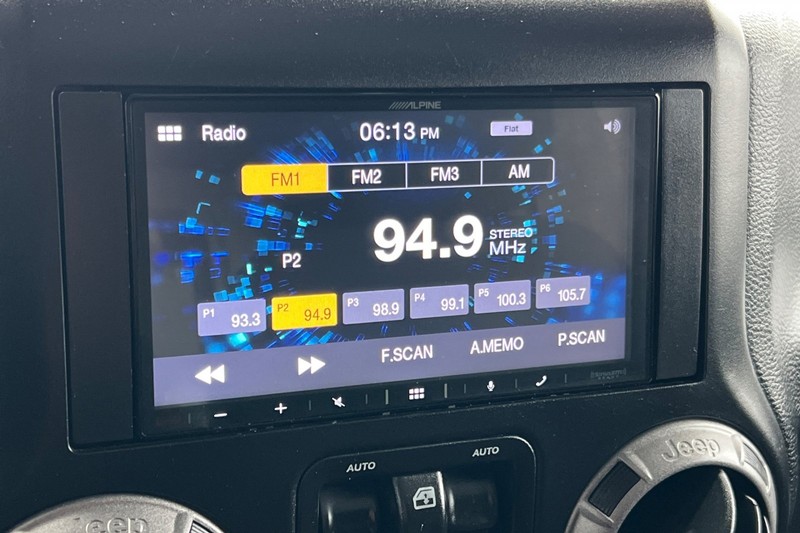 ALPINE
Radio
06:13 PM
Flat
FM1 FM2 FM3 AM
94.9 STEREO MHz
P2
P1 93.3 P2 94.9 P3 98.9 P4 99.1 P5 100.3 P6 105.7
F.SCAN A.MEMO P.SCAN
AUTO AUTO
Jeep
Jeep